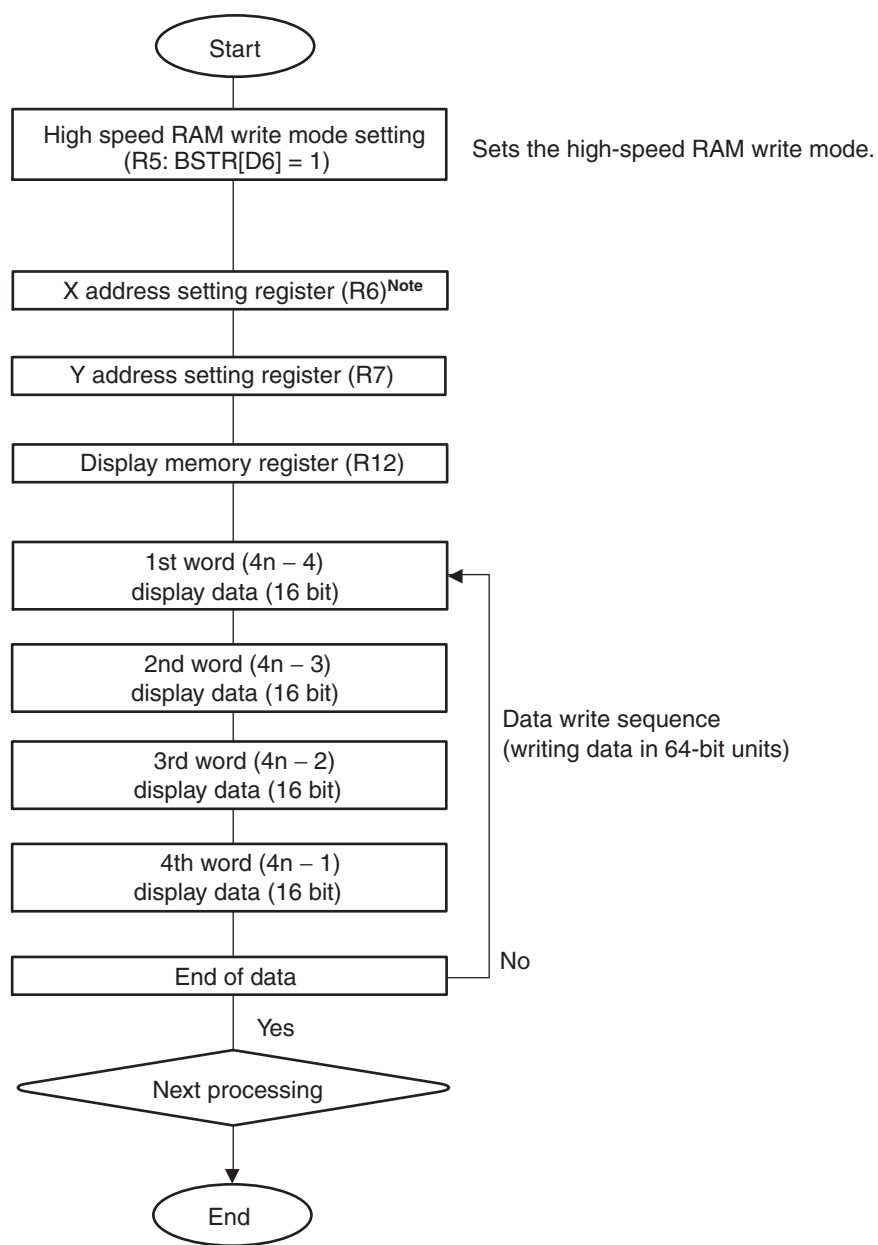 Start
High speed RAM write mode setting
(R5: BSTR[D6] = 1)
Sets the high-speed RAM write mode.
X address setting register (R6)Note
Y address setting register (R7)
Display memory register (R12)
1st word (4n – 4)
display data (16 bit)
2nd word (4n – 3)
display data (16 bit)
Data write sequence
(writing data in 64-bit units)
3rd word (4n – 2)
display data (16 bit)
4th word (4n – 1)
display data (16 bit)
End of data
No
Yes
Next processing
End